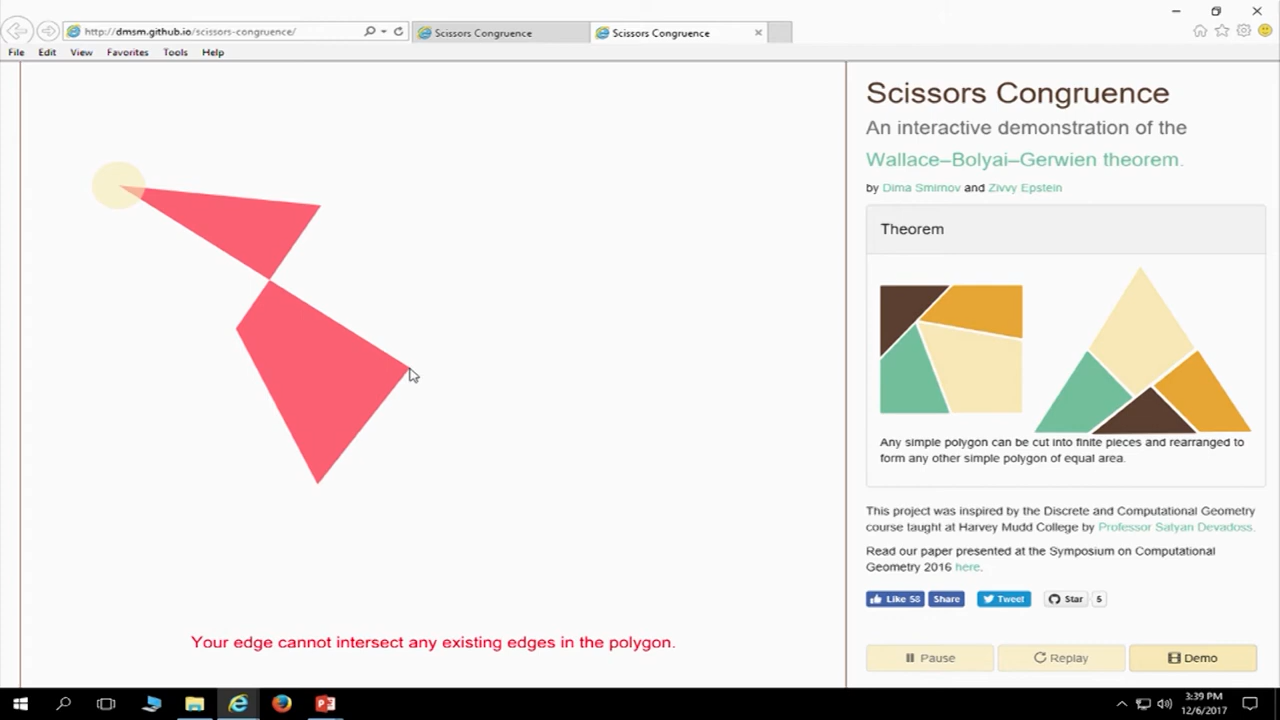 http://dmsm.github.io/scissors-congruence/
Scissors Congruence
Scissors Congruence
File Edit View Favorites Tools Help
Scissors Congruence
An interactive demonstration of the
Wallace–Bolyai–Gerwien theorem.
by Dima Smirnov and Zivvy Epstein
Theorem
Any simple polygon can be cut into finite pieces and rearranged to
form any other simple polygon of equal area.
This project was inspired by the Discrete and Computational Geometry
course taught at Harvey Mudd College by Professor Satyan Devadoss.
Read our paper presented at the Symposium on Computational
Geometry 2016 here.
Like 58 Share Tweet Star 5
Your edge cannot intersect any existing edges in the polygon.
Pause Replay Demo
3:39 PM
12/6/2017